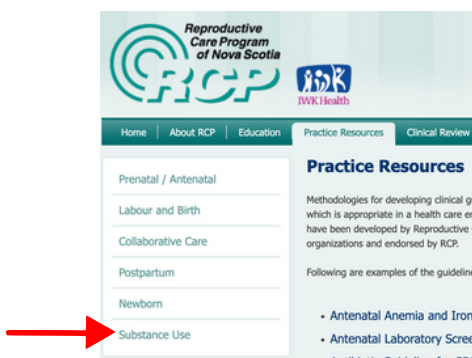 Reproductive
Care Program
of Nova Scotia
RCP
IWK Health
Home About RCP Education Practice Resources Clinical Review
Prenatal / Antenatal
Labour and Birth
Collaborative Care
Postpartum
Newborn
Substance Use
Practice Resources
Methodologies for developing clinical
which is appropriate in a health care
have been developed by Reproductive
organizations and endorsed by RCP.
Following are examples of the
• Antenatal Anemia and Iron
• Antenatal Laboratory